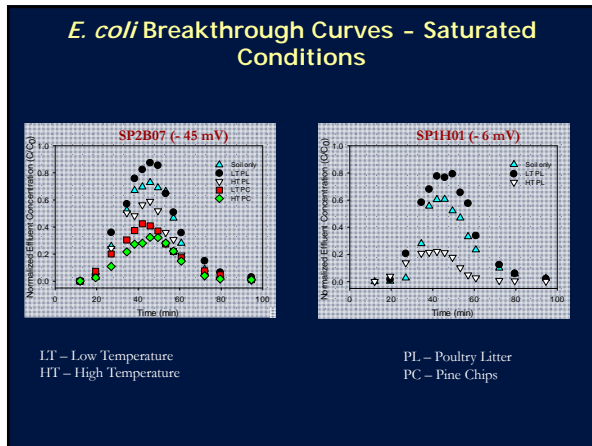 E. coli Breakthrough Curves – Saturated
Conditions
SP2B07 (- 45 mV)
Normalized Effluent Concentration (C/C0)
1.0
0.8
0.6
0.4
0.2
0.0
Soil only
LT PL
HT PL
LT PC
HT PC
0 20 40 60 80 100
Time (min)
SP1H01 (– 6 mV)
Normalized Effluent Concentration (C/C0)
1.0
0.8
0.6
0.4
0.2
0.0
Soil only
LT PL
HT PL
0 20 40 60 80 100
Time (min)
LT – Low Temperature
HT – High Temperature
PL – Poultry Litter
PC – Pine Chips